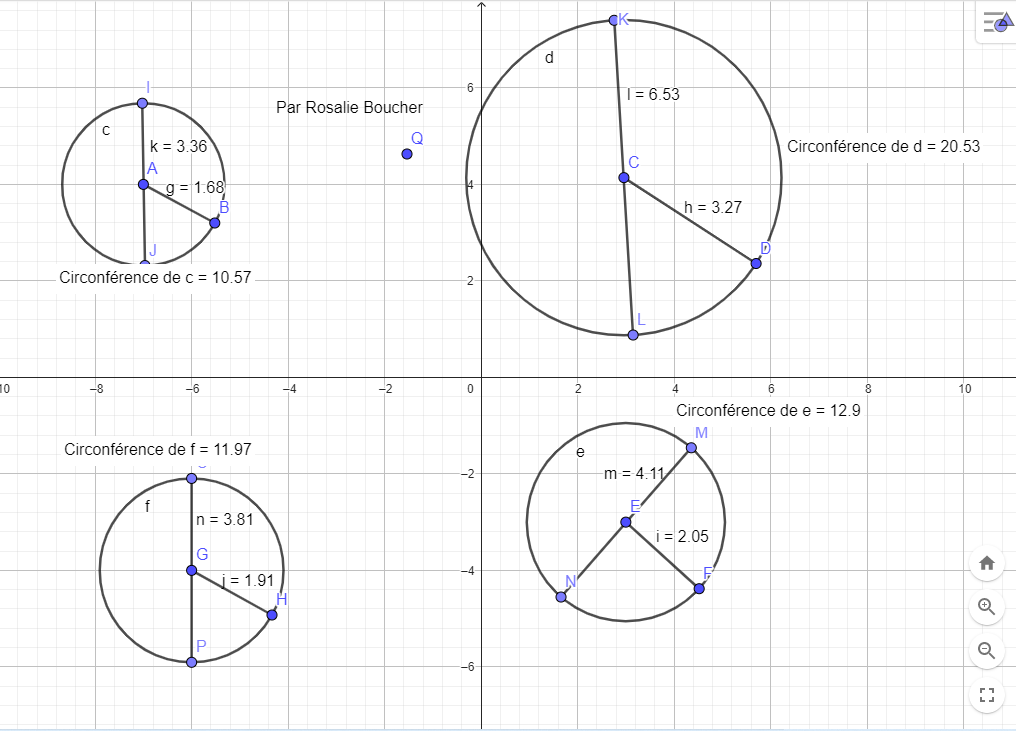 K
d
I
6
l = 6.53
Par Rosalie Boucher
c
Q
k = 3.36
Circonférence de d = 20.53
C
A
4
g = 1.68
B
h = 3.27
D
J
Circonférence de c = 10.57
2
L
10
−8
−6
−4
−2
0
2
4
6
8
10
Circonférence de e = 12.9
M
Circonférence de f = 11.97
e
−2
m = 4.11
f
E
n = 3.81
i = 2.05
G
−4
F
j = 1.91
N
H
P
−6